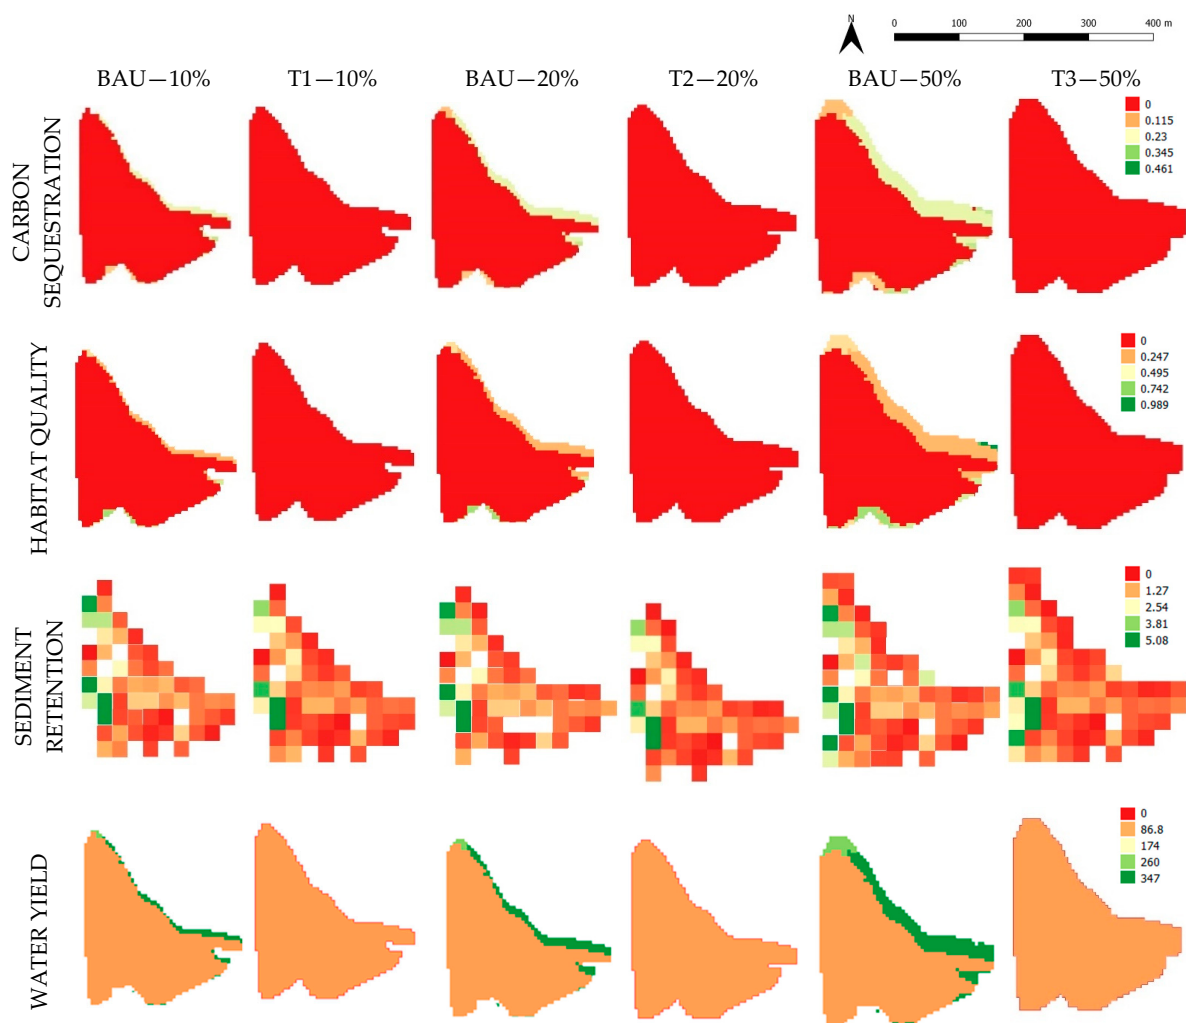 N
0 100 200 300 400 m
BAU—10% T1—10% BAU—20% T2—20% BAU—50% T3—50%
CARBON
SEQUESTRATION
0
0.115
0.23
0.345
0.461
HABITAT QUALITY
0
0.247
0.495
0.742
0.989
SEDIMENT
RETENTION
0
1.27
2.54
3.81
5.08
WATER YIELD
0
86.8
174
260
347